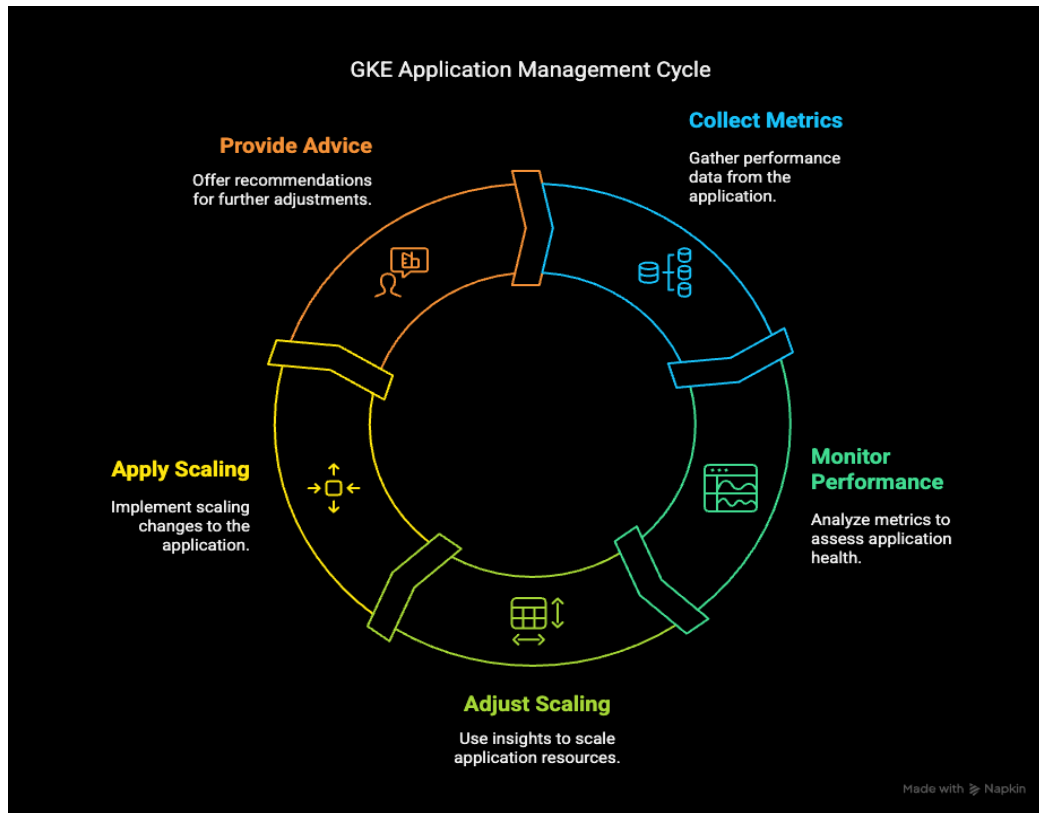 GKE Application Management Cycle
Collect Metrics
Gather performance
data from the
application.
Provide Advice
Offer recommendations
for further adjustments.
Monitor
Performance
Analyze metrics to
assess application
health.
Apply Scaling
Implement scaling
changes to the
application.
Adjust Scaling
Use insights to scale
application resources.
Made with Napkin